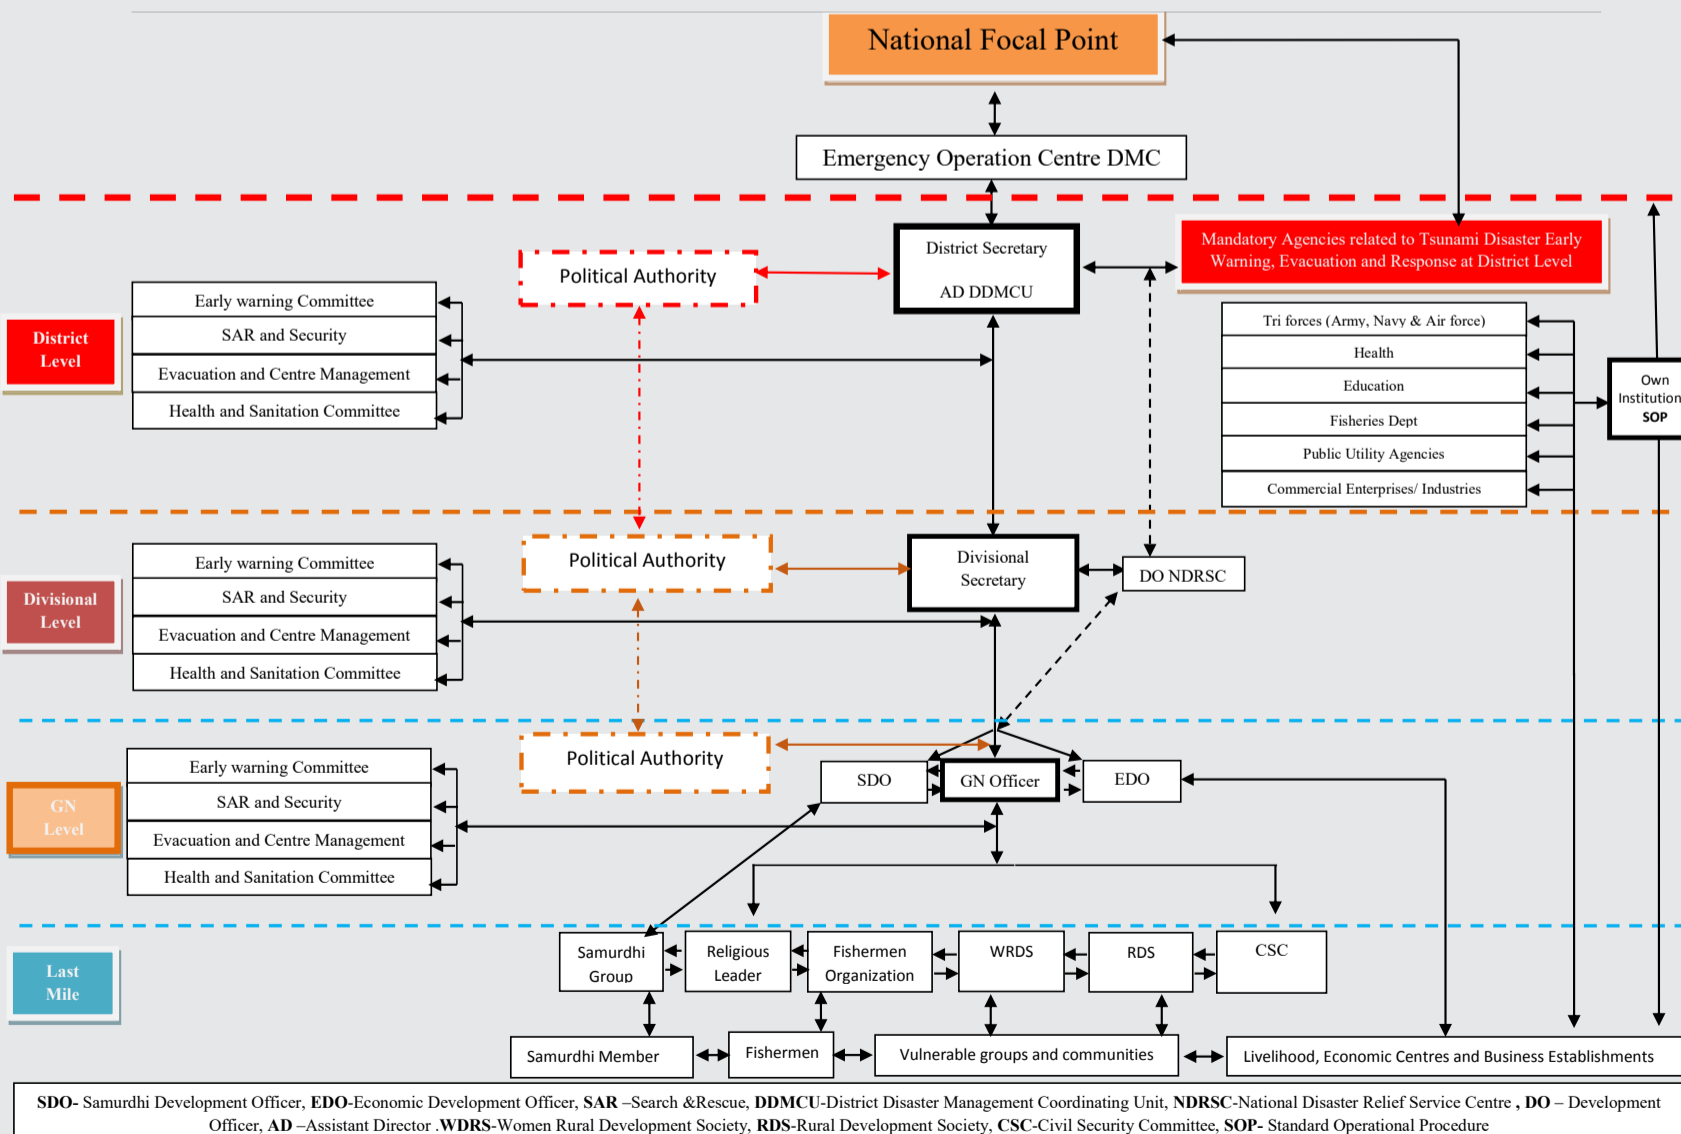 National Focal Point
Emergency Operation Centre DMC
District Secretary
AD DDMCU
Mandatory Agencies related to Tsunami Disaster Early
Warning, Evacuation and Response at District Level
Political Authority
District
Level
Early warning Committee
SAR and Security
Evacuation and Centre Management
Health and Sanitation Committee
Tri forces (Army, Navy & Air force)
Health
Education
Fisheries Dept
Public Utility Agencies
Commercial Enterprises/ Industries
Own
Institution
SOP
Divisional
Level
Early warning Committee
SAR and Security
Evacuation and Centre Management
Health and Sanitation Committee
Political Authority
Divisional
Secretary
DO NDRSC
GN
Level
Early warning Committee
SAR and Security
Evacuation and Centre Management
Health and Sanitation Committee
Political Authority
SDO
GN Officer
EDO
Last
Mile
Samurdhi
Group
Religious
Leader
Fishermen
Organization
WRDS
RDS
CSC
Samurdhi Member
Fishermen
Vulnerable groups and communities
Livelihood, Economic Centres and Business Establishments
SDO- Samurdhi Development Officer, EDO-Economic Development Officer, SAR –Search &Rescue, DDMCU-District Disaster Management Coordinating Unit, NDRSC-National Disaster Relief Service Centre , DO – Development
Officer, AD –Assistant Director .WDRS-Women Rural Development Society, RDS-Rural Development Society, CSC-Civil Security Committee, SOP- Standard Operational Procedure